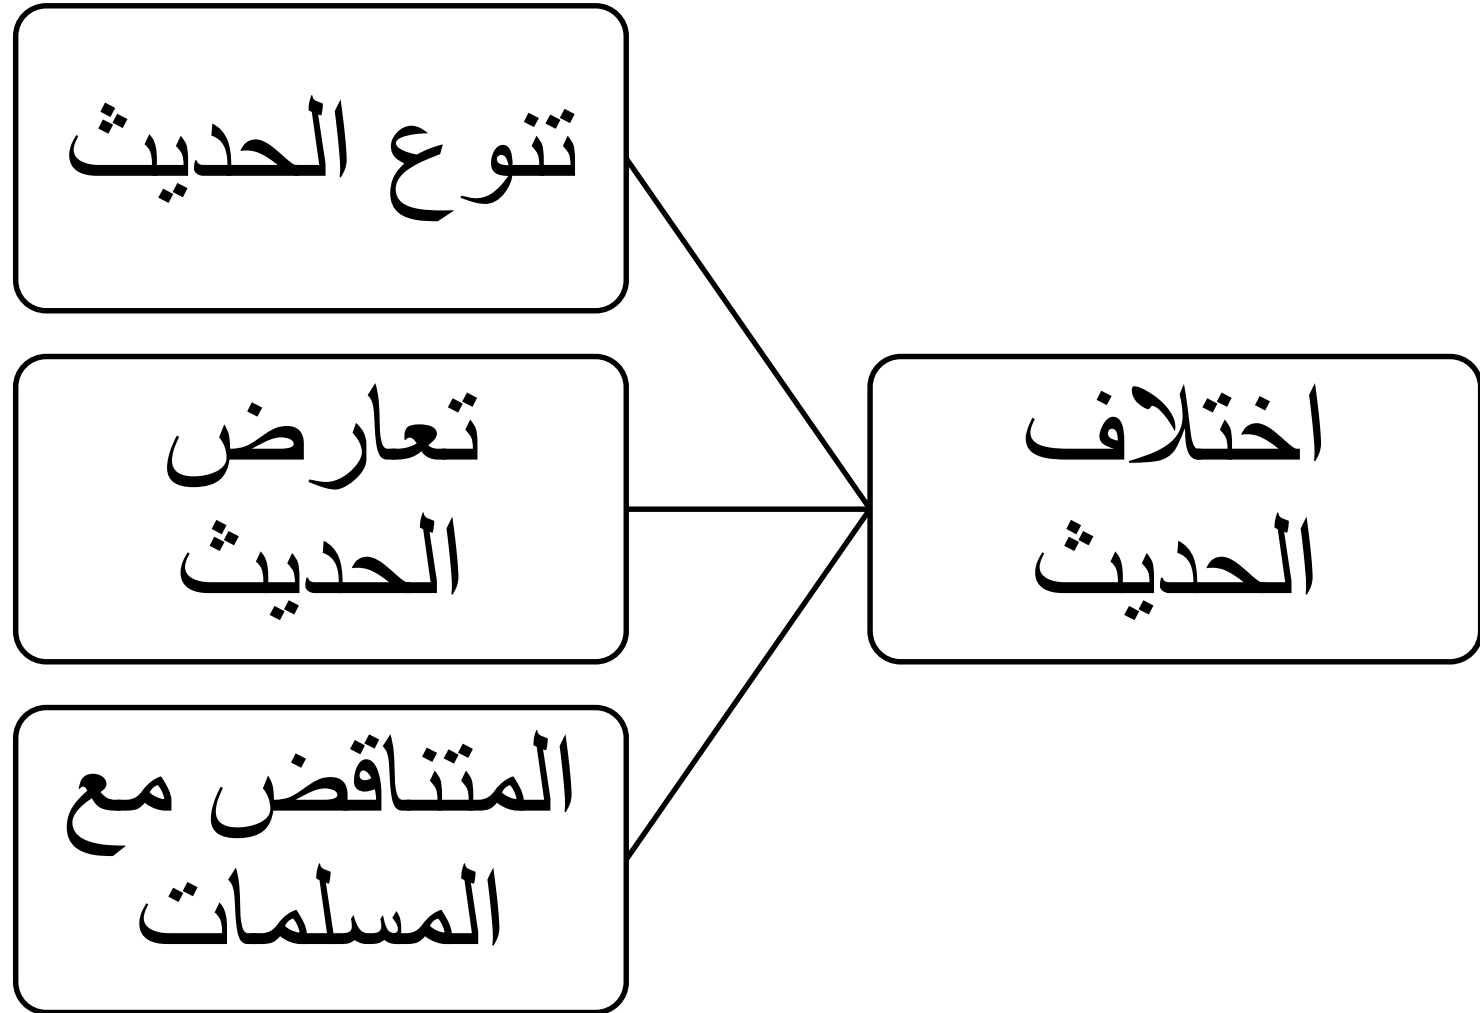 اختلاف
الحديث
تنوع الحديث
تعارض
الحديث
المتناقض مع
المسلمات